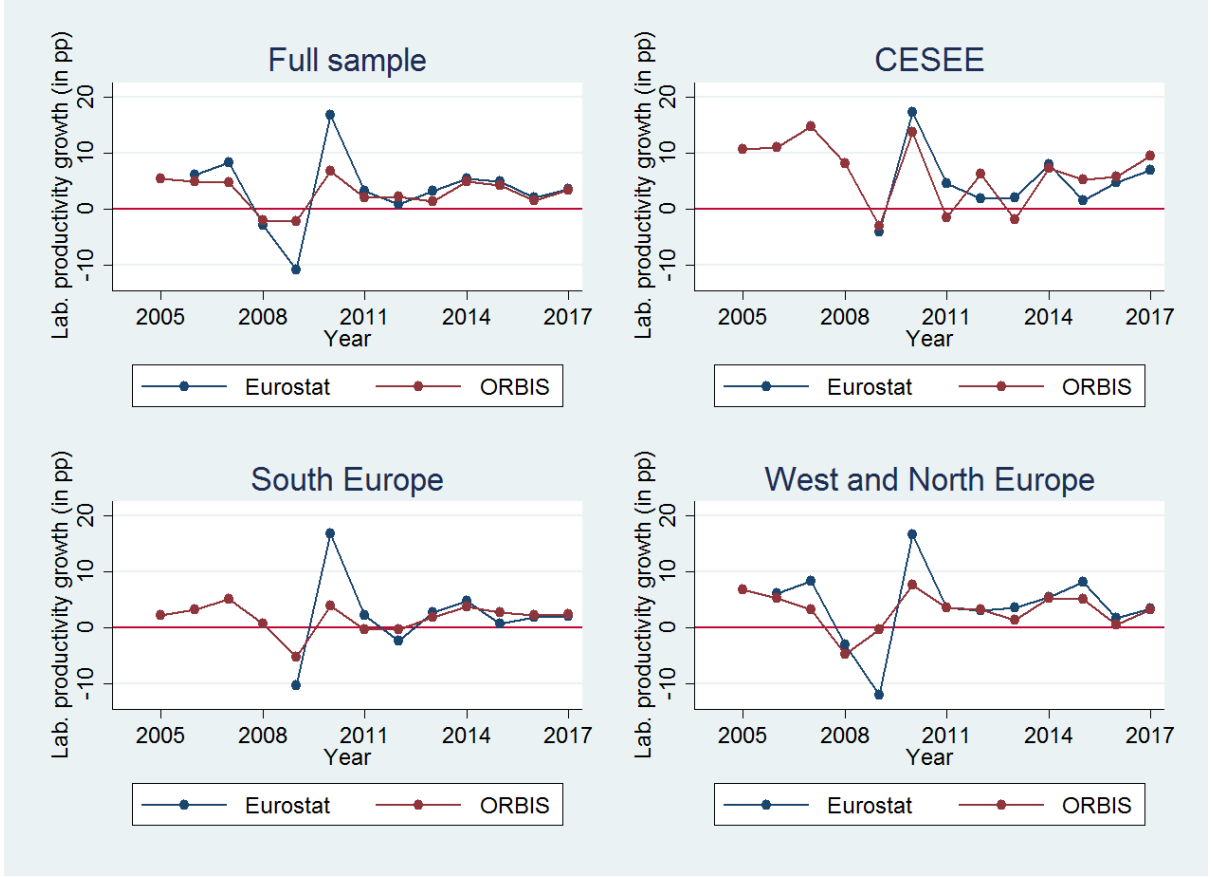 Full sample
Lab. productivity growth (in pp)
20
10
0
-10
2005 2008 2011 2014 2017
Year
Eurostat ORBIS
CESEE
Lab. productivity growth (in pp)
20
10
0
-10
2005 2008 2011 2014 2017
Year
Eurostat ORBIS
South Europe
Lab. productivity growth (in pp)
20
10
0
-10
2005 2008 2011 2014 2017
Year
Eurostat ORBIS
West and North Europe
Lab. productivity growth (in pp)
20
10
0
-10
2005 2008 2011 2014 2017
Year
Eurostat ORBIS